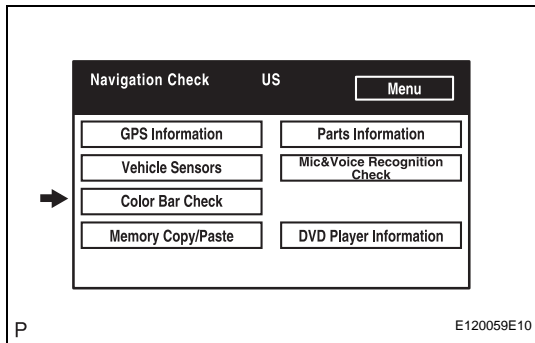 Navigation Check US Menu
GPS Information Parts Information
Vehicle Sensors Mic&Voice Recognition
Check
Color Bar Check
Memory Copy/Paste DVD Player Information
P E120059E10